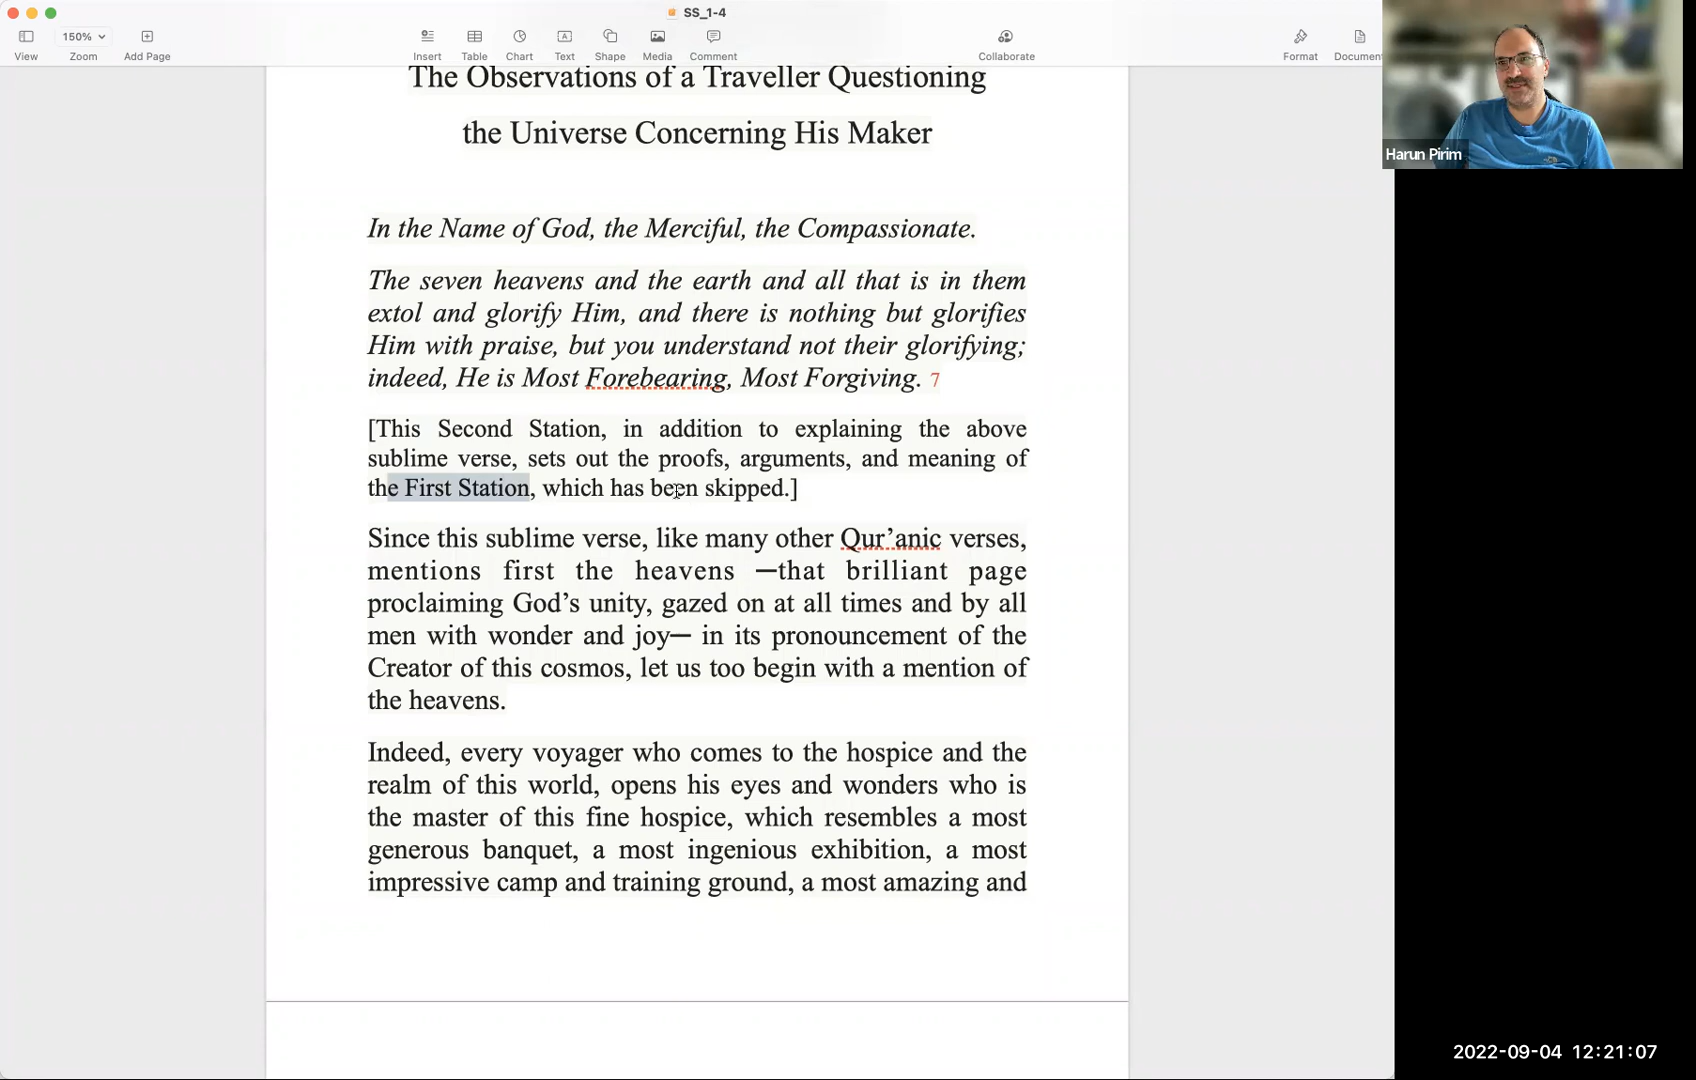 SS_1-4
150%
View
Zoom
Add Page
Insert
Table
Chart
Text
Shape
Media
Comment
Collaborate
Format
Documen
Harun Pirim
The Observations of a Traveller Questioning
the Universe Concerning His Maker
In the Name of God, the Merciful, the Compassionate.
The seven heavens and the earth and all that is in them
extol and glorify Him, and there is nothing but glorifies
Him with praise, but you understand not their glorifying;
indeed, He is Most Forebearing, Most Forgiving. 7
[This Second Station, in addition to explaining the above
sublime verse, sets out the proofs, arguments, and meaning of
the First Station, which has been skipped.]
Since this sublime verse, like many other Qur’anic verses,
mentions first the heavens —that brilliant page
proclaiming God’s unity, gazed on at all times and by all
men with wonder and joy— in its pronouncement of the
Creator of this cosmos, let us too begin with a mention of
the heavens.
Indeed, every voyager who comes to the hospice and the
realm of this world, opens his eyes and wonders who is
the master of this fine hospice, which resembles a most
generous banquet, a most ingenious exhibition, a most
impressive camp and training ground, a most amazing and
2022-09-04 12:21:07